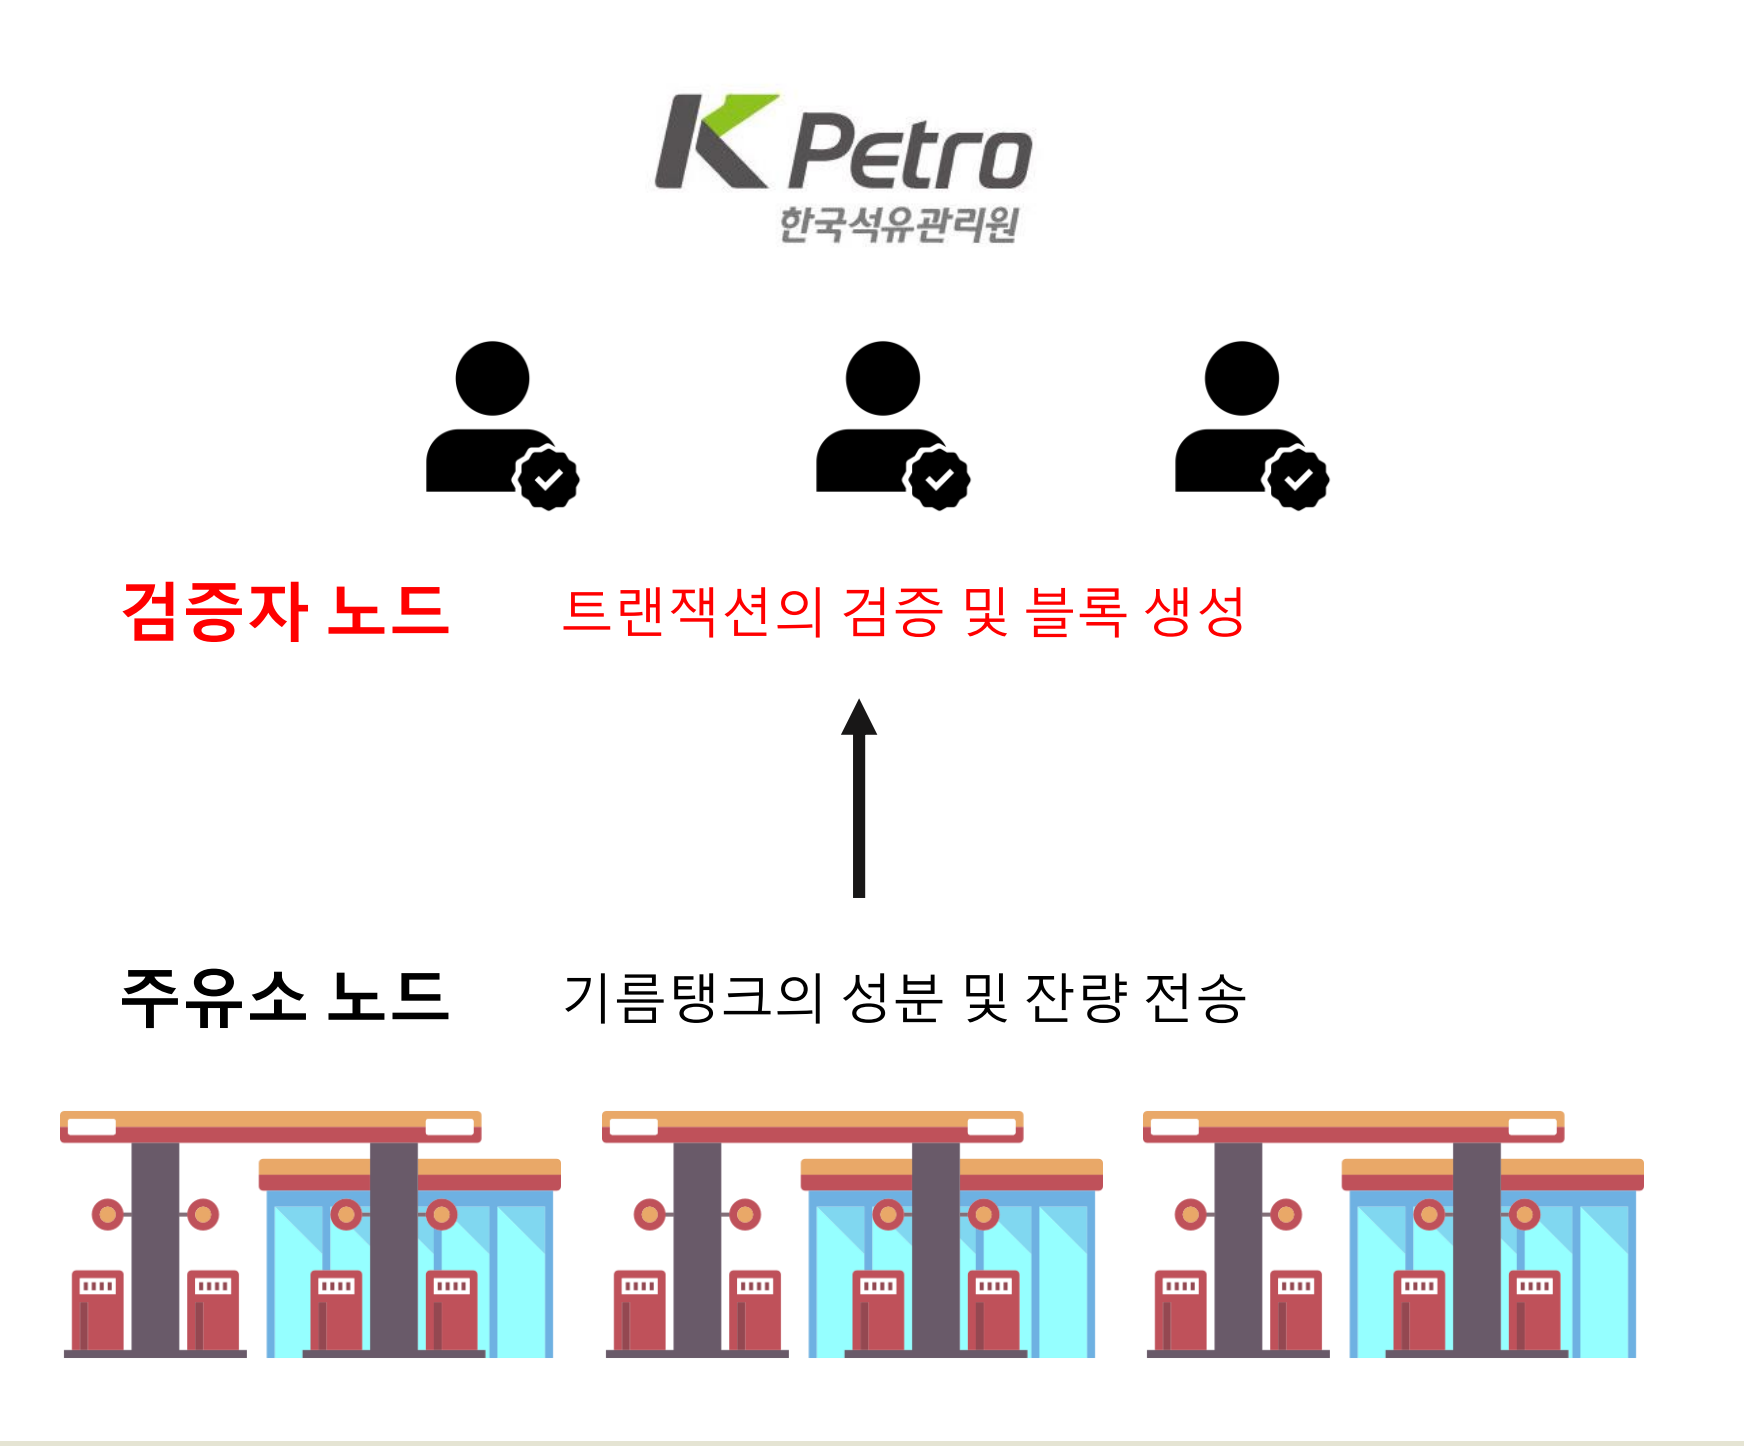 K Petro
한국석유관리원
검증자 노드 트랜잭션의 검증 및 블록 생성
주유소 노드 기름탱크의 성분 및 잔량 전송